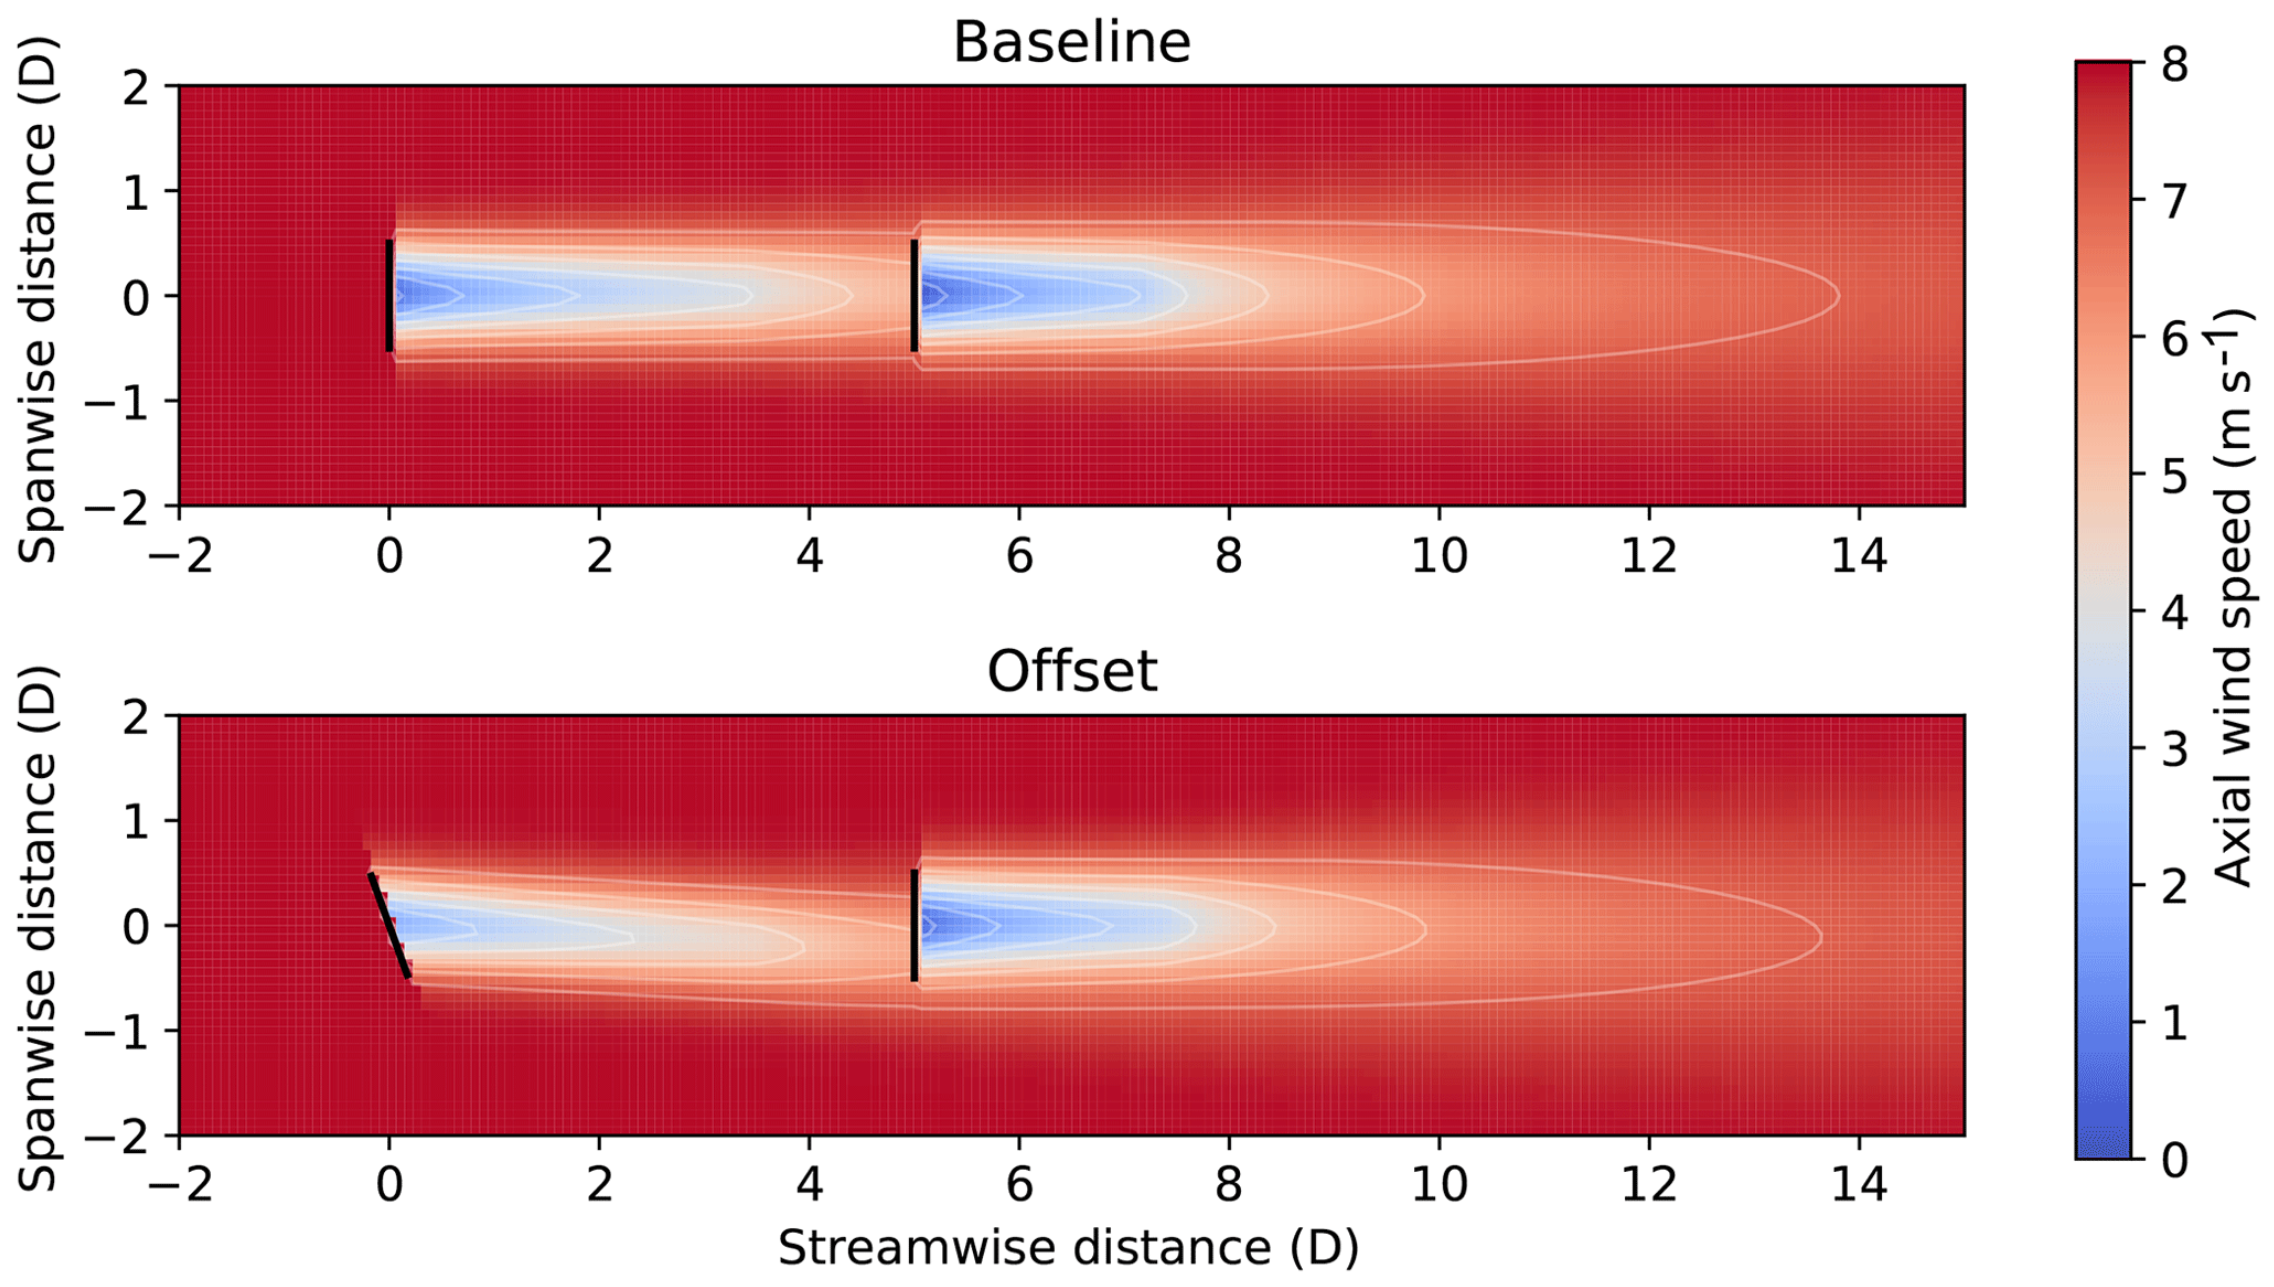 Baseline
Spanwise distance (D)
2
1
0
−1
−2
−2 0 2 4 6 8 10 12 14
Offset
Spanwise distance (D)
2
1
0
−1
−2
−2 0 2 4 6 8 10 12 14
Streamwise distance (D)
8
7
6
5
4
3
2
1
0
Axial wind speed (m s-1)